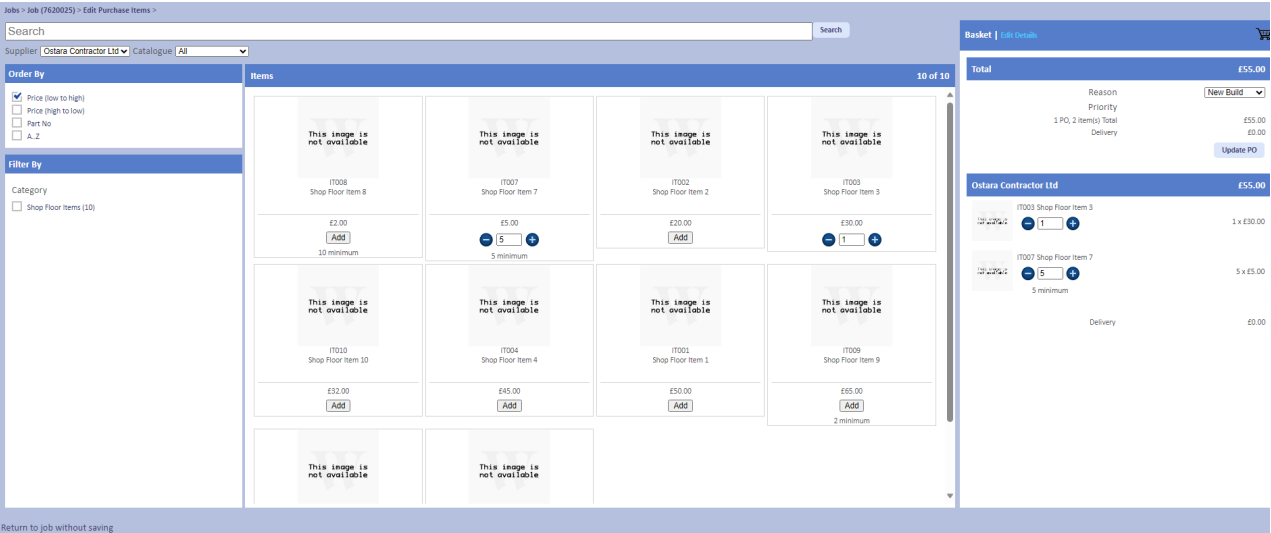 Jobs > Job (7620025) > Edit Purchase Items >
Search
Search
Supplier Ostara Contractor Ltd Catalogue All
Order By
Price (low to high)
Price (high to low)
Part No
A..Z
Filter By
Category
Shop Floor Items (10)
Items 10 of 10
This image is not available
IT008
Shop Floor Item 8
£2.00
Add
10 minimum
This image is not available
IT007
Shop Floor Item 7
£5.00
5
5 minimum
This image is not available
IT002
Shop Floor Item 2
£20.00
Add
This image is not available
IT003
Shop Floor Item 3
£30.00
1
This image is not available
IT010
Shop Floor Item 10
£32.00
Add
This image is not available
IT004
Shop Floor Item 4
£45.00
Add
This image is not available
IT001
Shop Floor Item 1
£50.00
Add
This image is not available
IT009
Shop Floor Item 9
£65.00
Add
2 minimum
This image is not available
This image is not available
Basket | Edit Details
Total £55.00
Reason New Build
Priority
1 PO, 2 item(s) Total £55.00
Delivery £0.00
Update PO
Ostara Contractor Ltd £55.00
IT003 Shop Floor Item 3
1
1 x £30.00
IT007 Shop Floor Item 7
5
5 x £5.00
5 minimum
Delivery £0.00
Return to job without saving